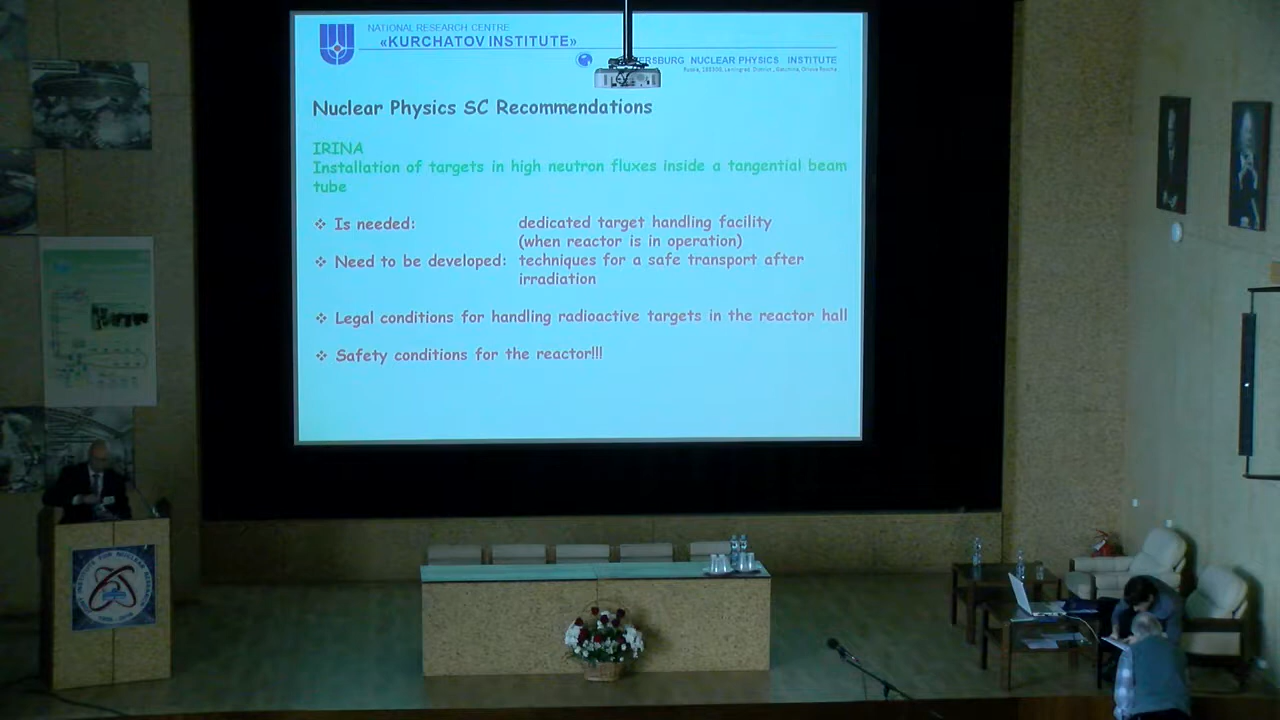 NATIONAL RESEARCH CENTRE
«KURCHATOV INSTITUTE»
ERSBURG NUCLEAR PHYSICS INSTITUTE
Nuclear Physics SC Recommendations
IRINA
Installation of targets in high neutron fluxes inside a tangential beam
tube
❖ Is needed: dedicated target handling facility
(when reactor is in operation)
❖ Need to be developed: techniques for a safe transport after
irradiation
❖ Legal conditions for handling radioactive targets in the reactor hall
❖ Safety conditions for the reactor!!!